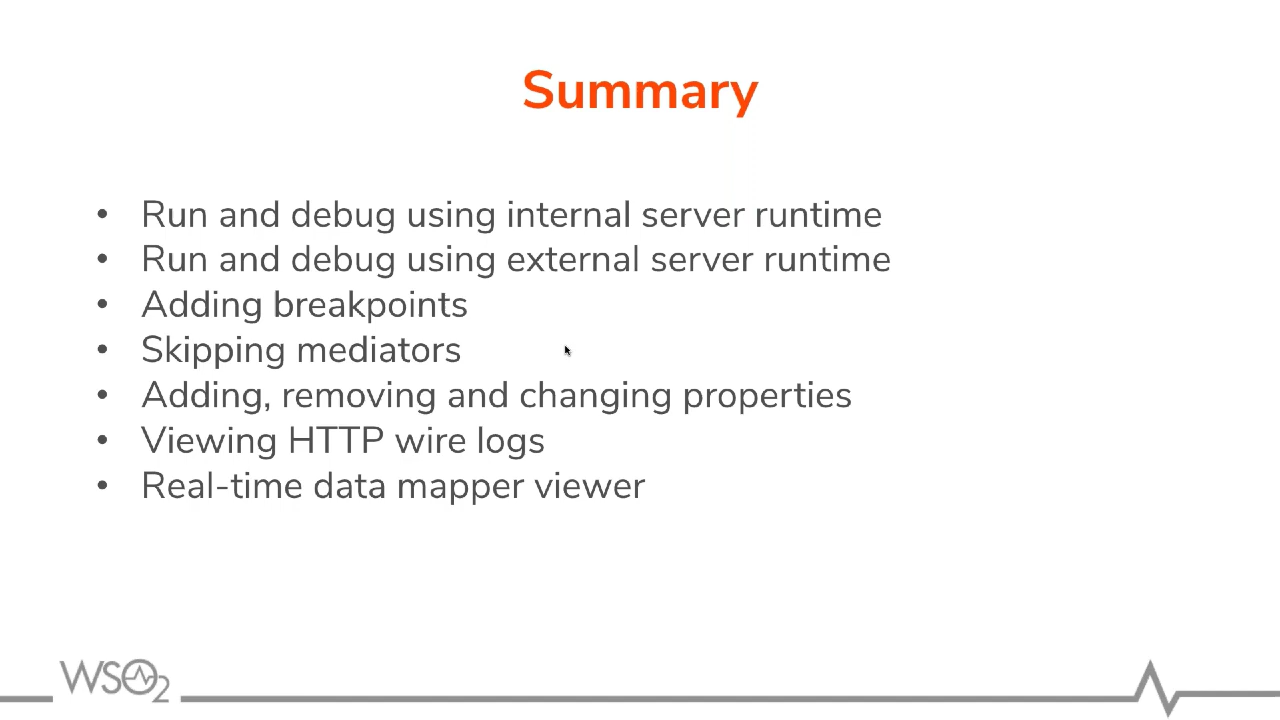 Summary
• Run and debug using internal server runtime
• Run and debug using external server runtime
• Adding breakpoints
• Skipping mediators
• Adding, removing and changing properties
• Viewing HTTP wire logs
• Real-time data mapper viewer
WSO2